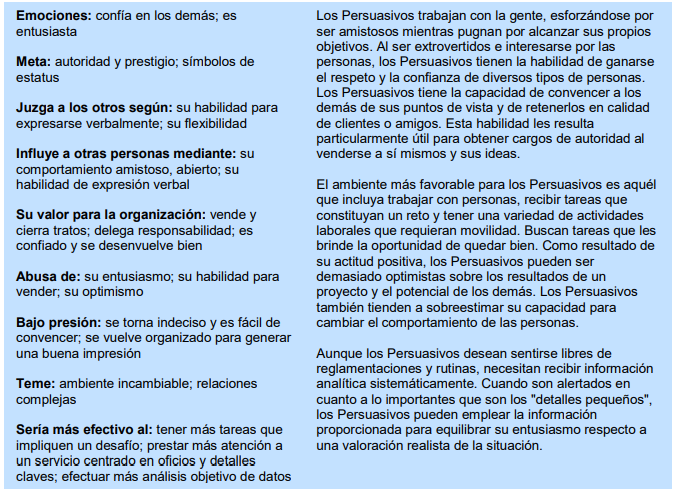 Emociones: confía en los demás; es
entusiasta
Meta: autoridad y prestigio; símbolos de
estatus
Juzga a los otros según: su habilidad para
expresarse verbalmente; su flexibilidad
Influye a otras personas mediante: su
comportamiento amistoso, abierto; su
habilidad de expresión verbal
Su valor para la organización: vende y
cierra tratos; delega responsabilidad; es
confiado y se desenvuelve bien
Abusa de: su entusiasmo; su habilidad para
vender; su optimismo
Bajo presión: se torna indeciso y es fácil de
convencer; se vuelve organizado para generar
una buena impresión
Teme: ambiente incambiable; relaciones
complejas
Sería más efectivo al: tener más tareas que
impliquen un desafío; prestar más atención a
un servicio centrado en oficios y detalles
claves; efectuar más análisis objetivo de datos
Los Persuasivos trabajan con la gente, esforzándose por
ser amistosos mientras pugnan por alcanzar sus propios
objetivos. Al ser extrovertidos e interesarse por las
personas, los Persuasivos tienen la habilidad de ganarse
el respeto y la confianza de diversos tipos de personas.
Los Persuasivos tiene la capacidad de convencer a los
demás de sus puntos de vista y de retenerlos en calidad
de clientes o amigos. Esta habilidad les resulta
particularmente útil para obtener cargos de autoridad al
venderse a sí mismos y sus ideas.
El ambiente más favorable para los Persuasivos es aquél
que incluya trabajar con personas, recibir tareas que
constituyan un reto y tener una variedad de actividades
laborales que requieran movilidad. Buscan tareas que les
brinde la oportunidad de quedar bien. Como resultado de
su actitud positiva, los Persuasivos pueden ser
demasiado optimistas sobre los resultados de un
proyecto y el potencial de los demás. Los Persuasivos
también tienden a sobreestimar su capacidad para
cambiar el comportamiento de las personas.
Aunque los Persuasivos desean sentirse libres de
reglamentaciones y rutinas, necesitan recibir información
analítica sistemáticamente. Cuando son alertados en
cuanto a lo importantes que son los "detalles pequeños",
los Persuasivos pueden emplear la información
proporcionada para equilibrar su entusiasmo respecto a
una valoración realista de la situación.